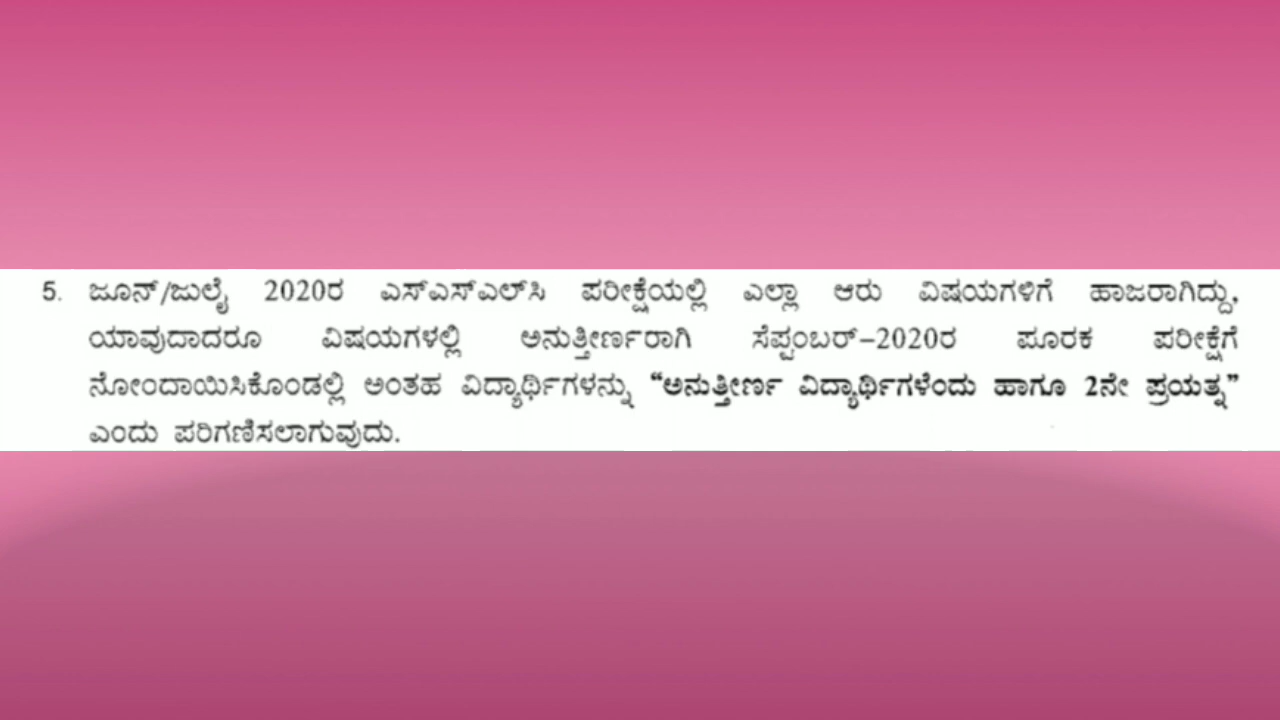 5. ಜೂನ್/ಜುಲೈ 2020ರ ಎಸ್ಎಸ್ಎಲ್‌ಸಿ ಪರೀಕ್ಷೆಯಲ್ಲಿ ಎಲ್ಲಾ ಆರು ವಿಷಯಗಳಿಗೆ ಹಾಜರಾಗಿದ್ದು,
ಯಾವುದಾದರೂ ವಿಷಯಗಳಲ್ಲಿ ಅನುತ್ತೀರ್ಣರಾಗಿ ಸೆಪ್ಟಂಬರ್–2020ರ ಪೂರಕ ಪರೀಕ್ಷೆಗೆ
ನೋಂದಾಯಿಸಿಕೊಂಡಲ್ಲಿ ಅಂತಹ ವಿದ್ಯಾರ್ಥಿಗಳನ್ನು “ಅನುತ್ತೀರ್ಣ ವಿದ್ಯಾರ್ಥಿಗಳೆಂದು ಹಾಗೂ 2ನೇ ಪ್ರಯತ್ನ”
ಎಂದು ಪರಿಗಣಿಸಲಾಗುವುದು.